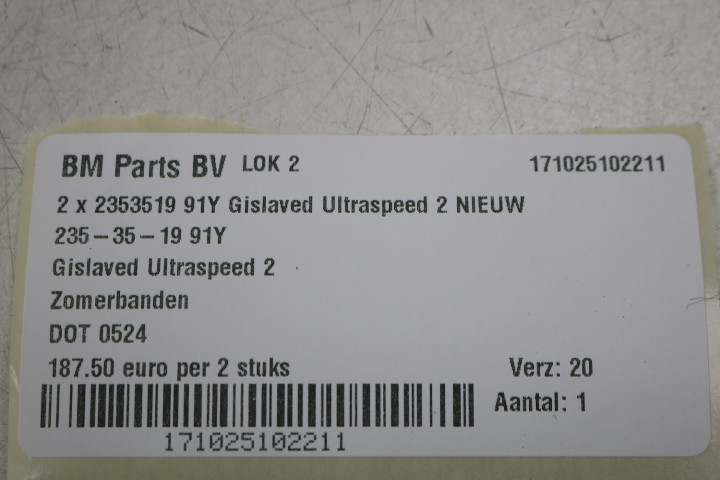 BM Parts BV LOK 2 171025102211
2 x 2353519 91Y Gislaved Ultraspeed 2 NIEUW
235-35-19 91Y
Gislaved Ultraspeed 2
Zomerbanden
DOT 0524
187.50 euro per 2 stuks Verz: 20
Aantal: 1
171025102211